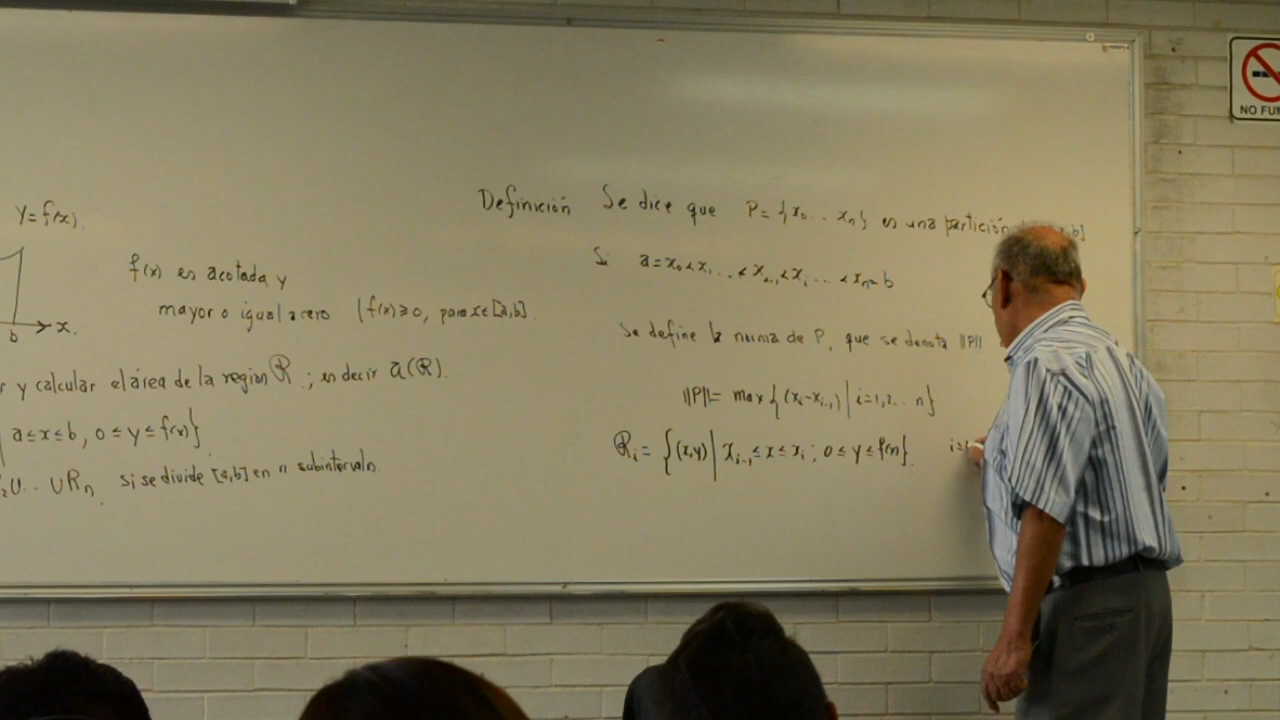 Y=f(x).
f(x) es acotada y
mayor o igual a cero (f(x)≥0, para x∈[a,b].
b x.
r y calcular el área de la region R ; es decir a(R).
| a≤x≤b, 0≤y≤f(x)}
2∪... ∪Rn si se divide [a,b] en n subintervalos.
Definición Se dice que P={x0... xn} es una partición b]
Si a=x0<x1... <xi-1<xi... <xn=b
Se define la norma de P, que se denota ||P||
||P||= max{(xi-xi-1)|i=1,2... n}
Ri= {(x,y)| xi-1≤x≤xi; 0≤y≤f(x)}. i=
NO FUM